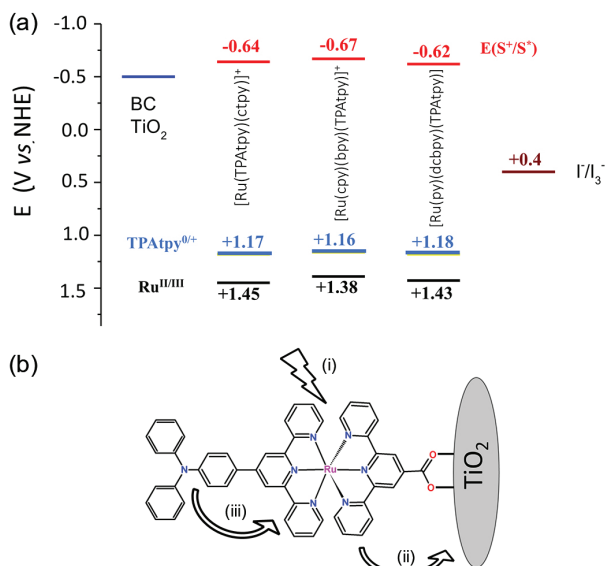 (a)
-1.0
-0.5
0.0
0.5
1.0
1.5
E (V vs. NHE)
BC
TiO2
-0.64
-0.67
-0.62
E(S+/S*)
[Ru(TPAtpy)(ctpy)]+
[Ru(cpy)(bpy)(TPAtpy)]+
[Ru(py)(dcbpy)(TPAtpy)]
+0.4
I-/I3-
TPAtpy0/+
+1.17
+1.16
+1.18
RuII/III
+1.45
+1.38
+1.43
(b)
(i)
N
N
N
N
Ru
N
N
N
O
O
TiO2
(iii)
(ii)